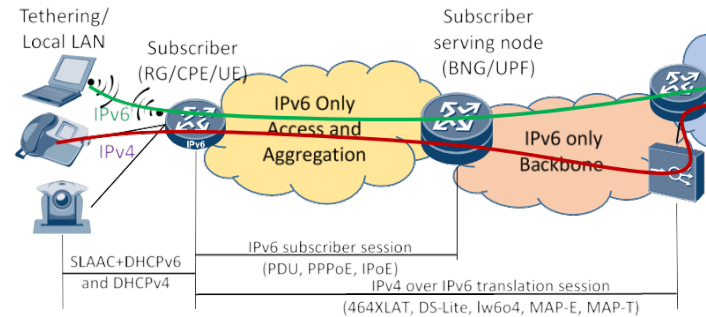 Tethering/
Local LAN
Subscriber
(RG/CPE/UE)
Subscriber
serving node
(BNG/UPF)
IPv6
IPv4
IPv6
IPv6 Only
Access and
Aggregation
IPv6 only
Backbone
SLAAC+DHCPv6
and DHCPv4
IPv6 subscriber session
(PDU, PPPoE, IPoE)
IPv4 over IPv6 translation session
(464XLAT, DS-Lite, lw6o4, MAP-E, MAP-T)